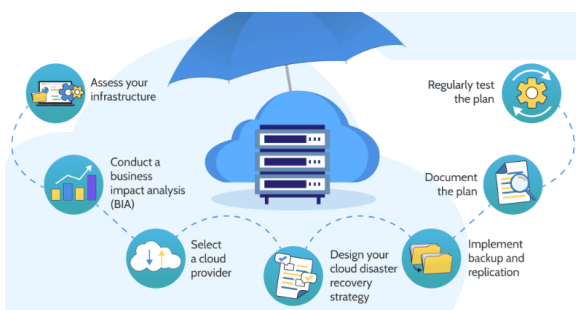 Assess your
infrastructure
Conduct a
business
impact analysis
(BIA)
Select
a cloud
provider
Design your
cloud disaster
recovery
strategy
Implement
backup and
replication
Document
the plan
Regularly test
the plan